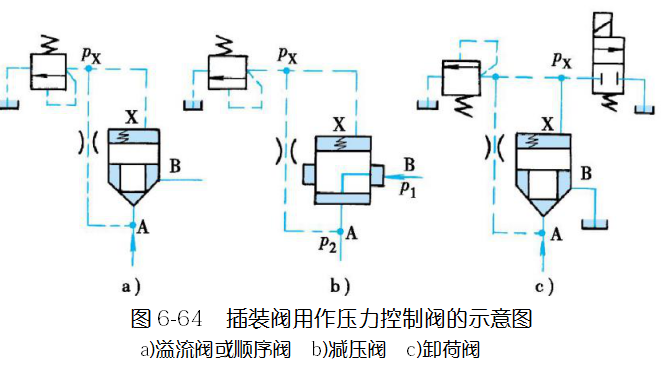 pX pX pX
X X X
B B B
p1
A A A
p2
a) b) c)
图 6-64 插装阀用作压力控制阀的示意图
a)溢流阀或顺序阀 b)减压阀 c)卸荷阀